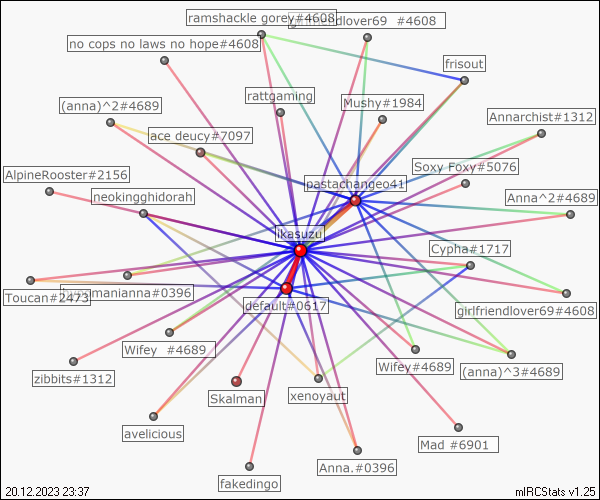 ramshackle gorey#4608
girlfriendlover69 #4608
no cops no laws no hope#4608
frisout
rattgaming
(anna)^2#4689
Mushy#1984
Annarchist#1312
ace deucy#7097
Soxy Foxy#5076
AlpineRooster#2156
pastachangeo41
neokingghidorah
Anna^2#4689
ikasuzu
Cypha#1717
manianna#0396
Toucan#2473
default#0617
girlfriendlover69#4608
Wifey #4689
Wifey#4689
(anna)^3#4689
zibbits#1312
Skalman
xenoyaut
avelicious
Mad #6901
Anna.#0396
fakedingo
20.12.2023 23:37
mIRCStats v1.25